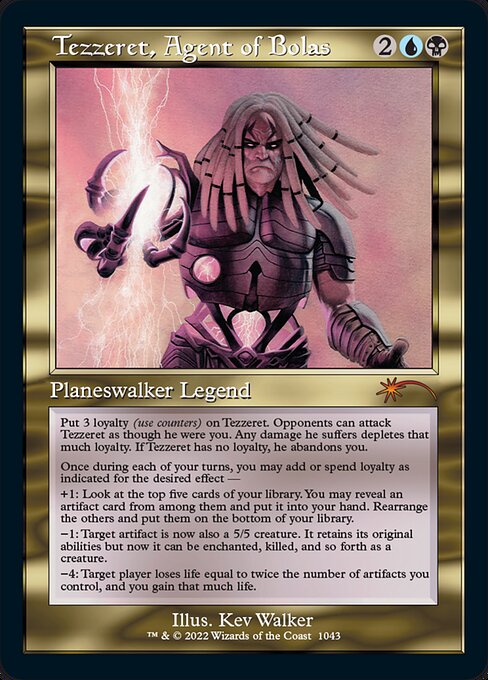 Tezzeret, Agent of Bolas 2
Planeswalker Legend
Put 3 loyalty (use counters) on Tezzeret. Opponents can attack
Tezzeret as though he were you. Any damage he suffers depletes that
much loyalty. If Tezzeret has no loyalty, he abandons you.
Once during each of your turns, you may add or spend loyalty as
indicated for the desired effect —
+1: Look at the top five cards of your library. You may reveal an
artifact card from among them and put it into your hand. Rearrange
the others and put them on the bottom of your library.
−1: Target artifact is now also a 5/5 creature. It retains its original
abilities but now it can be enchanted, killed, and so forth as a
creature.
−4: Target player loses life equal to twice the number of artifacts you
control, and you gain that much life.
Illus. Kev Walker
™ & © 2022 Wizards of the Coast 1043